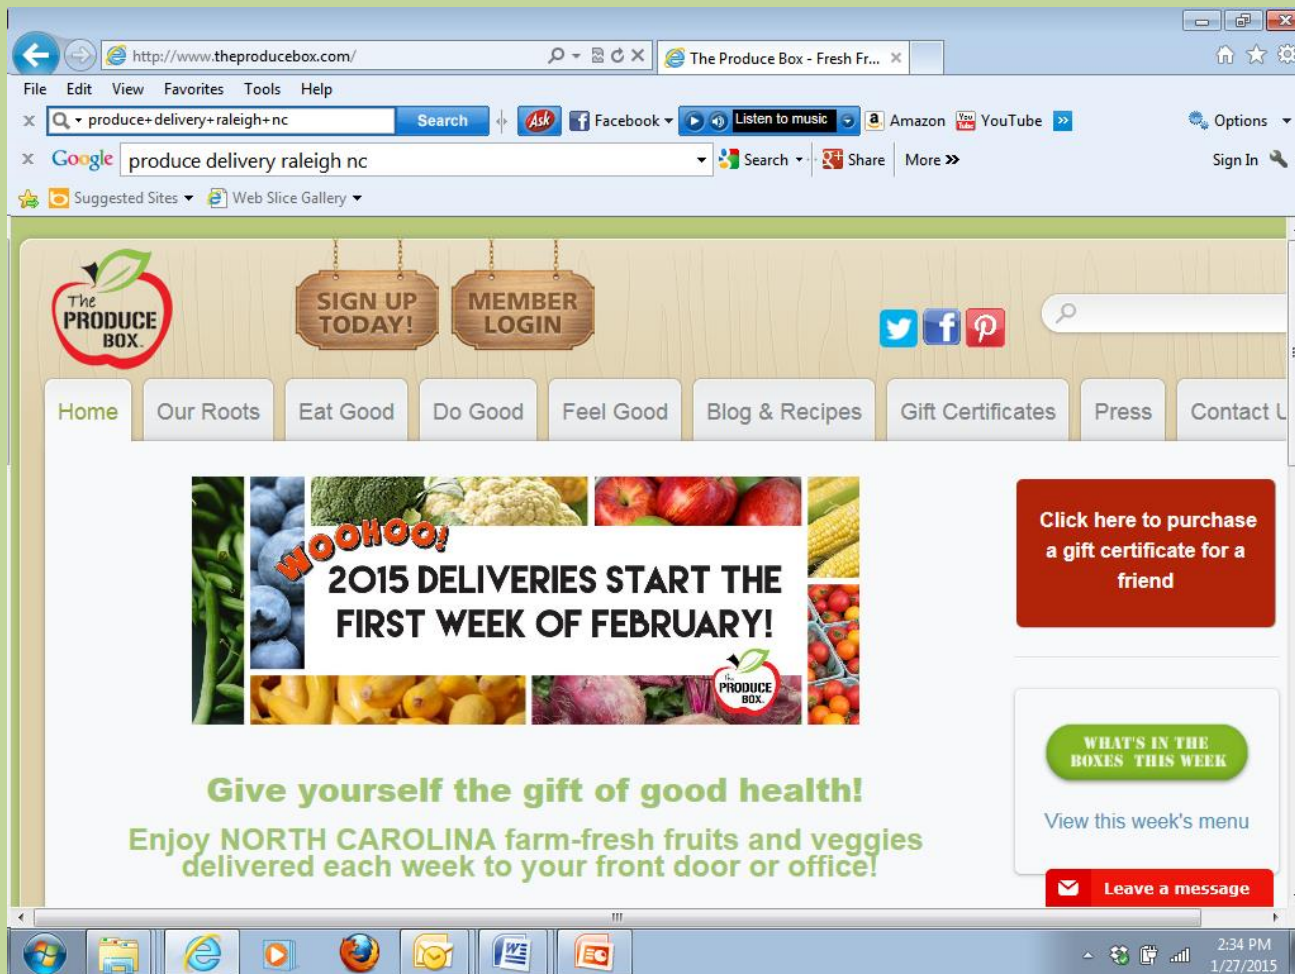 http://www.theproducebox.com/
The Produce Box - Fresh Fr...
File Edit View Favorites Tools Help
produce+delivery+raleigh+nc Search Ask Facebook Listen to music Amazon YouTube Options
Google produce delivery raleigh nc Search Share More » Sign In
Suggested Sites Web Slice Gallery
The
PRODUCE
BOX
SIGN UP
TODAY!
MEMBER
LOGIN
Home Our Roots Eat Good Do Good Feel Good Blog & Recipes Gift Certificates Press Contact U
WOOHOO!
2015 DELIVERIES START THE
FIRST WEEK OF FEBRUARY!
The
PRODUCE
BOX
Click here to purchase
a gift certificate for a
friend
WHAT'S IN THE
BOXES THIS WEEK
View this week's menu
Give yourself the gift of good health!
Enjoy NORTH CAROLINA farm-fresh fruits and veggies
delivered each week to your front door or office!
Leave a message
2:34 PM
1/27/2015